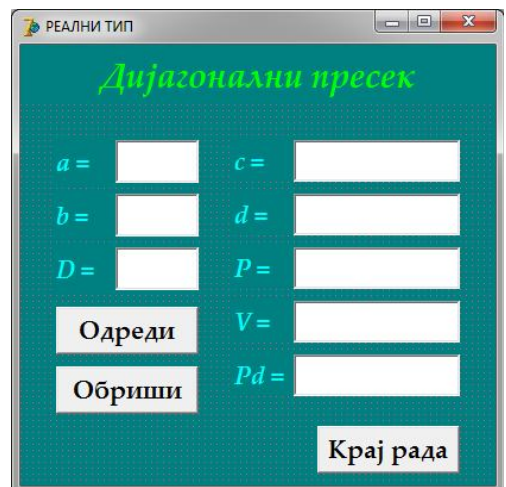 РЕАЛНИ ТИП
Дијагонални пресек
a =
c =
b =
d =
D =
P =
Одреди
V =
Обриши
Pd =
Крај рада